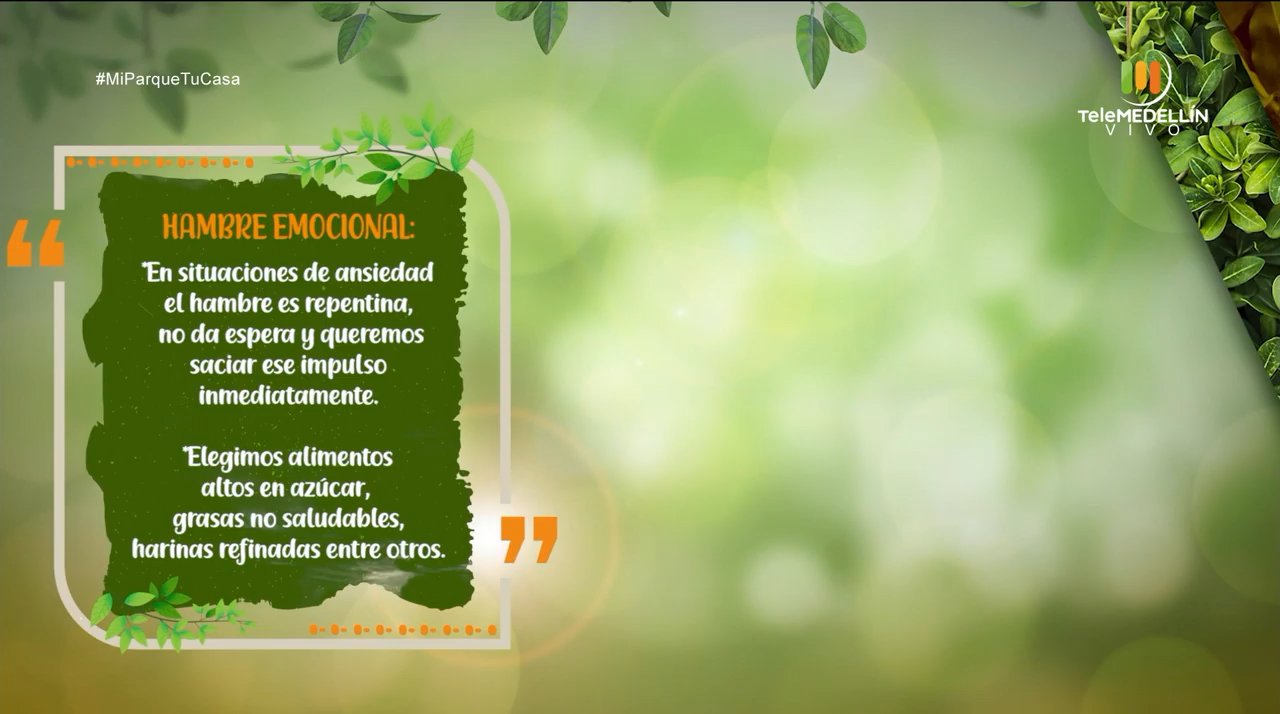 #MiParqueTuCasa
TeleMEDELLÍN
VIVO
“
HAMBRE EMOCIONAL:
*En situaciones de ansiedad
el hambre es repentina,
no da espera y queremos
saciar ese impulso
inmediatamente.
*Elegimos alimentos
altos en azúcar,
grasas no saludables,
harinas refinadas entre otros.
”